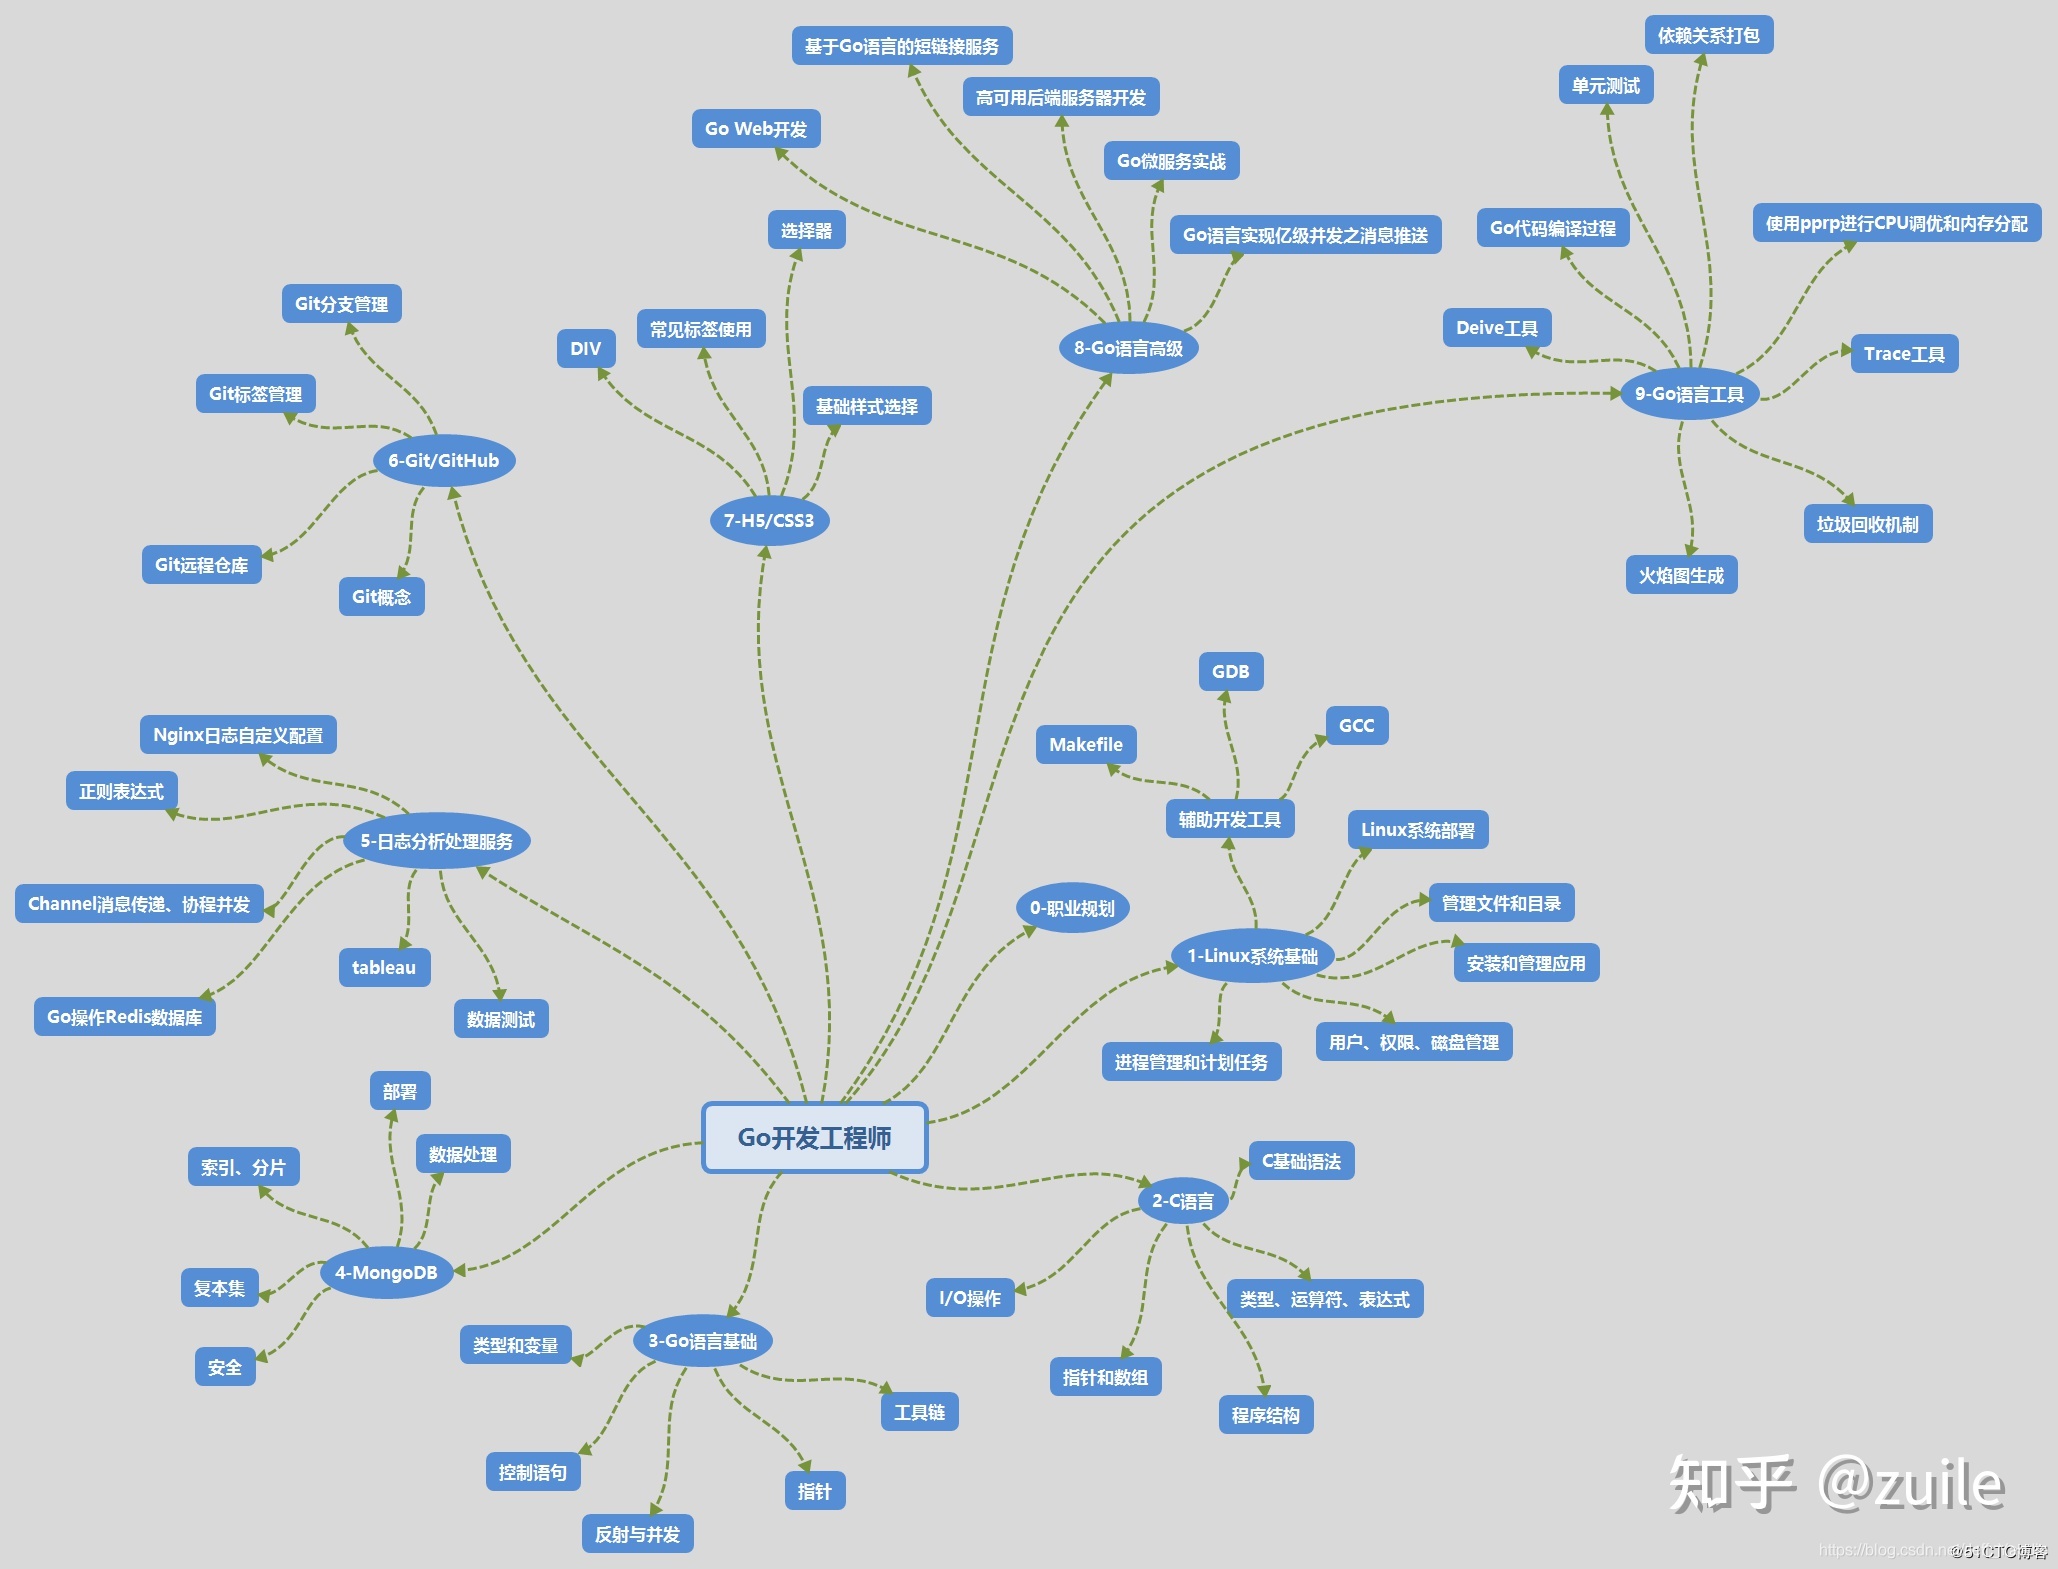 依赖关系打包
基于Go语言的短链接服务
单元测试
高可用后端服务器开发
Go Web开发
Go微服务实战
使用pprp进行CPU调优和内存分配
Go代码编译过程
选择器
Go语言实现亿级并发之消息推送
Git分支管理
Deive工具
常见标签使用
DIV
8-Go语言高级
Trace工具
Git标签管理
9-Go语言工具
基础样式选择
6-Git/GitHub
7-H5/CSS3
垃圾回收机制
Git远程仓库
火焰图生成
Git概念
GDB
GCC
Nginx日志自定义配置
Makefile
正则表达式
辅助开发工具
Linux系统部署
5-日志分析处理服务
Channel消息传递、协程并发
管理文件和目录
0-职业规划
1-Linux系统基础
安装和管理应用
tableau
Go操作Redis数据库
数据测试
用户、权限、磁盘管理
进程管理和计划任务
部署
Go开发工程师
数据处理
C基础语法
索引、分片
2-C语言
4-MongoDB
复本集
I/O操作
类型、运算符、表达式
3-Go语言基础
类型和变量
安全
指针和数组
工具链
程序结构
控制语句
指针
反射与并发
知乎 @zuile
https://blog.csdn.ne
@51CTO博客